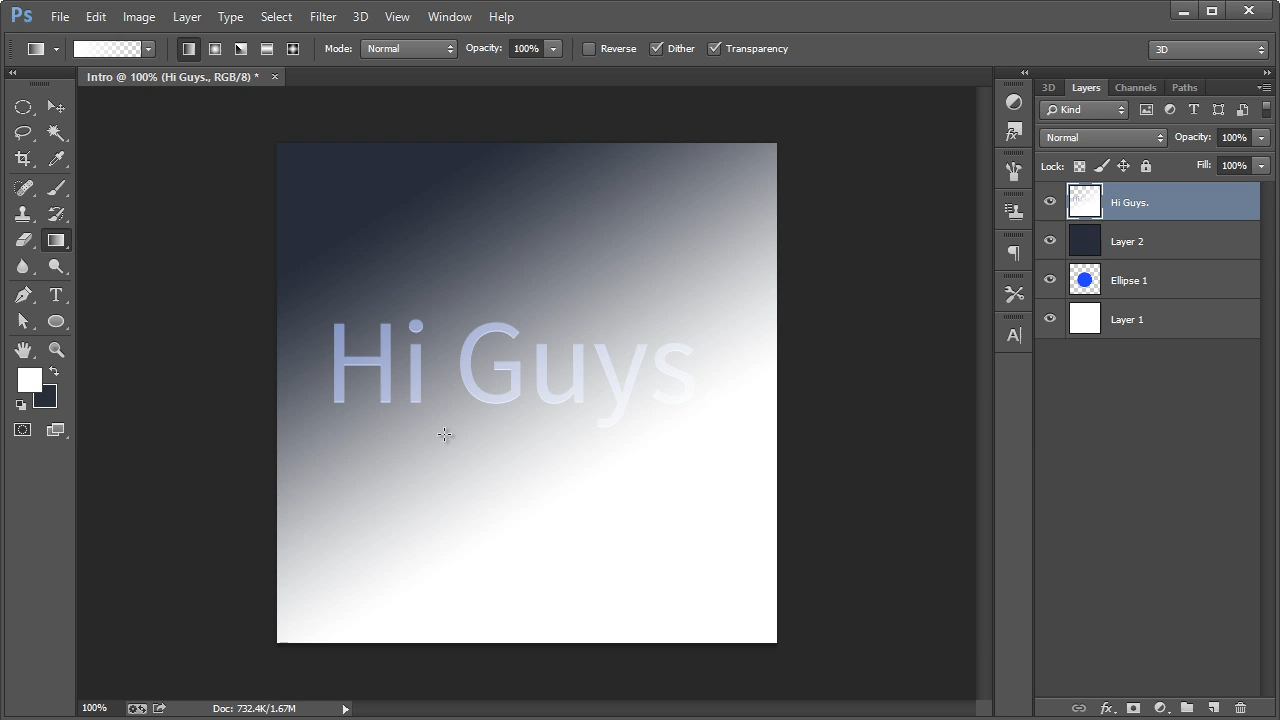 Ps File Edit Image Layer Type Select Filter 3D View Window Help
Mode: Normal Opacity: 100% Reverse Dither Transparency 3D
Intro @ 100% (Hi Guys., RGB/8) *
3D Layers Channels Paths
Kind
Normal Opacity: 100%
Lock: Fill: 100%
Hi Guys.
Layer 2
Ellipse 1
Layer 1
Hi Guys
100% Doc: 732.4K/1.67M